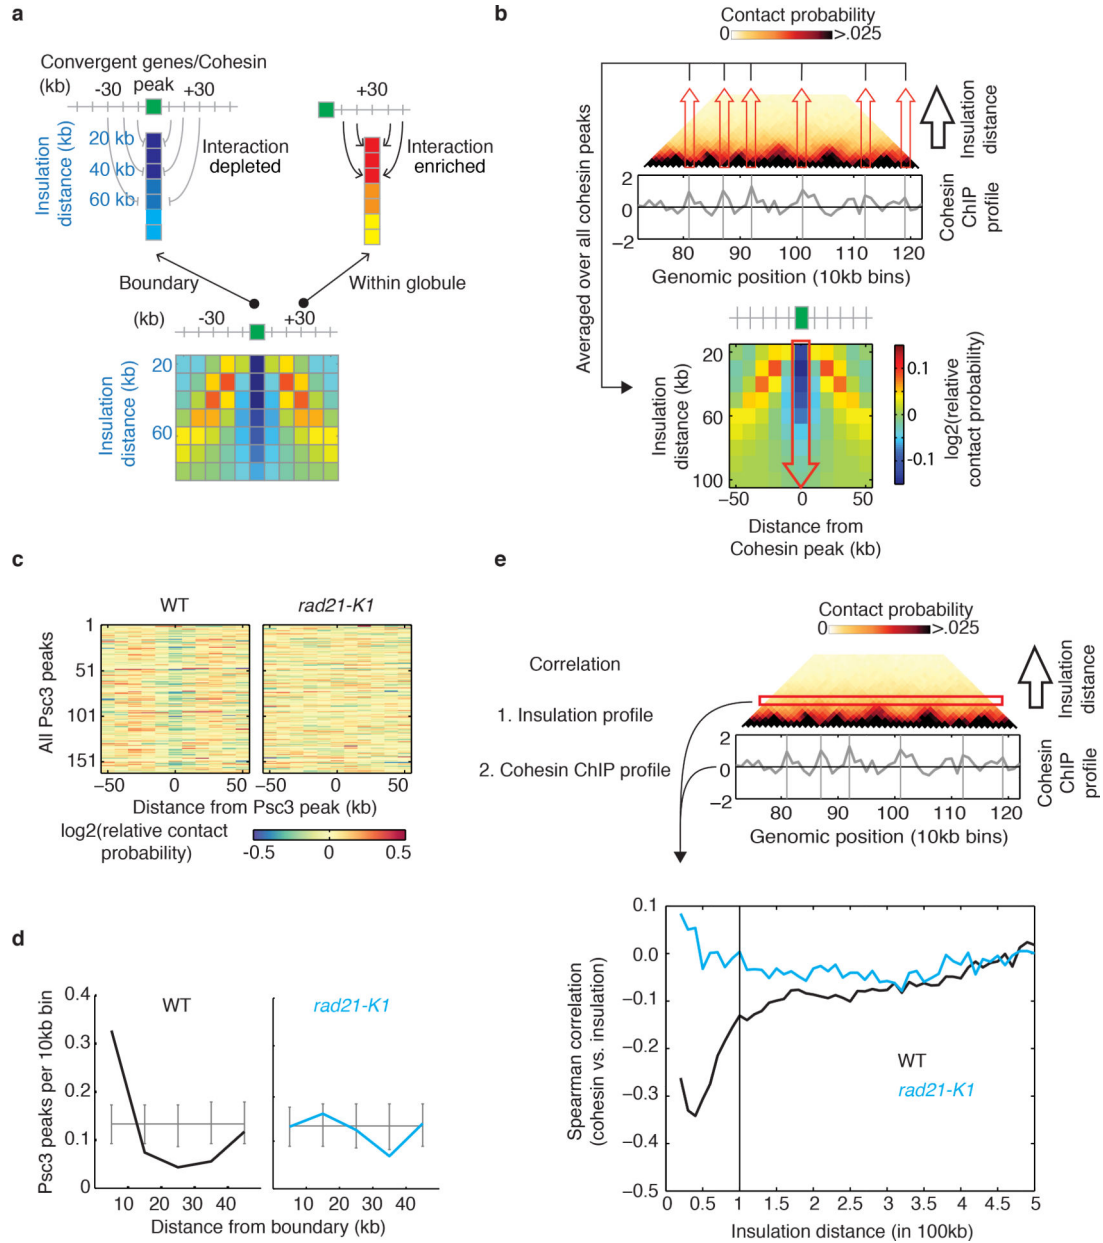 a
Convergent genes/Cohesin
peak
(kb)
-30
+30
+30
20 kb
40 kb
60 kb
Insulation
distance (kb)
Interaction
depleted
Interaction
enriched
Boundary
Within globule
(kb)
-30
+30
20
60
Insulation
distance (kb)
b
Contact probability
0
>.025
Insulation
distance
Averaged over all cohesin peaks
2
0
−2
Cohesin
ChIP
profile
80
90
100
110
120
Genomic position (10kb bins)
20
60
100
Insulation
distance (kb)
0.1
0
-0.1
log2(relative
contact probability)
−50
0
50
Distance from
Cohesin peak (kb)
c
WT
rad21-K1
1
51
101
151
All Psc3 peaks
−50
0
50
−50
0
50
Distance from Psc3 peak (kb)
log2(relative contact
probability)
-0.5
0
0.5
d
0.4
0.3
0.2
0.1
0
Psc3 peaks per 10kb bin
WT
rad21-K1
10
20
40
10
20
40
Distance from boundary (kb)
e
Contact probability
0
>.025
Correlation
1. Insulation profile
2. Cohesin ChIP profile
Insulation
distance
2
0
−2
Cohesin
ChIP
profile
80
90
100
110
120
Genomic position (10kb bins)
0.1
0.0
−0.1
−0.2
−0.3
−0.4
−0.5
Spearman correlation
(cohesin vs. insulation)
WT
rad21-K1
0
0.5
1
1.5
2
2.5
3
3.5
4
4.5
5
Insulation distance (in 100kb)